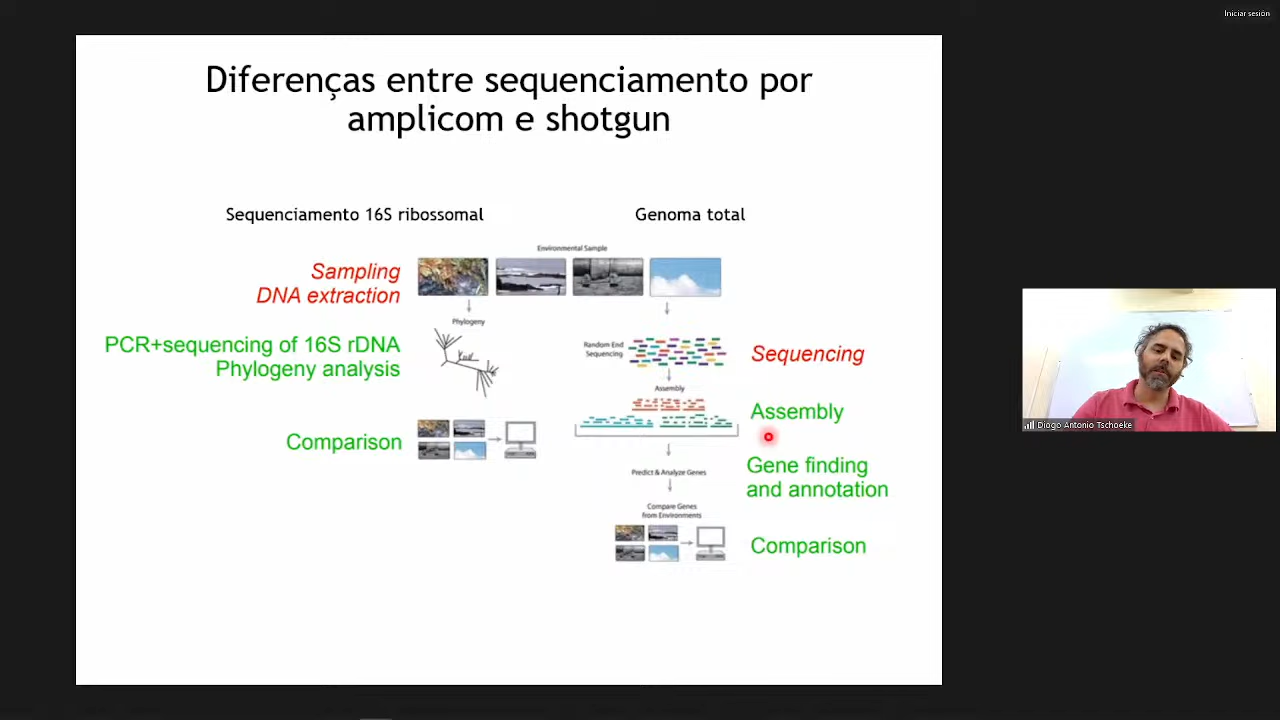 Iniciar sesión
Diferenças entre sequenciamento por
amplicom e shotgun
Sequenciamento 16S ribossomal
Genoma total
Environmental Sample
Sampling
DNA extraction
Phylogeny
PCR+sequencing of 16S rDNA
Phylogeny analysis
Random End
Sequencing
Sequencing
Assembly
Assembly
Comparison
Predict & Analyze Genes
Gene finding
and annotation
Compare Genes
from Environments
Comparison
Diogo Antonio Tschoeke